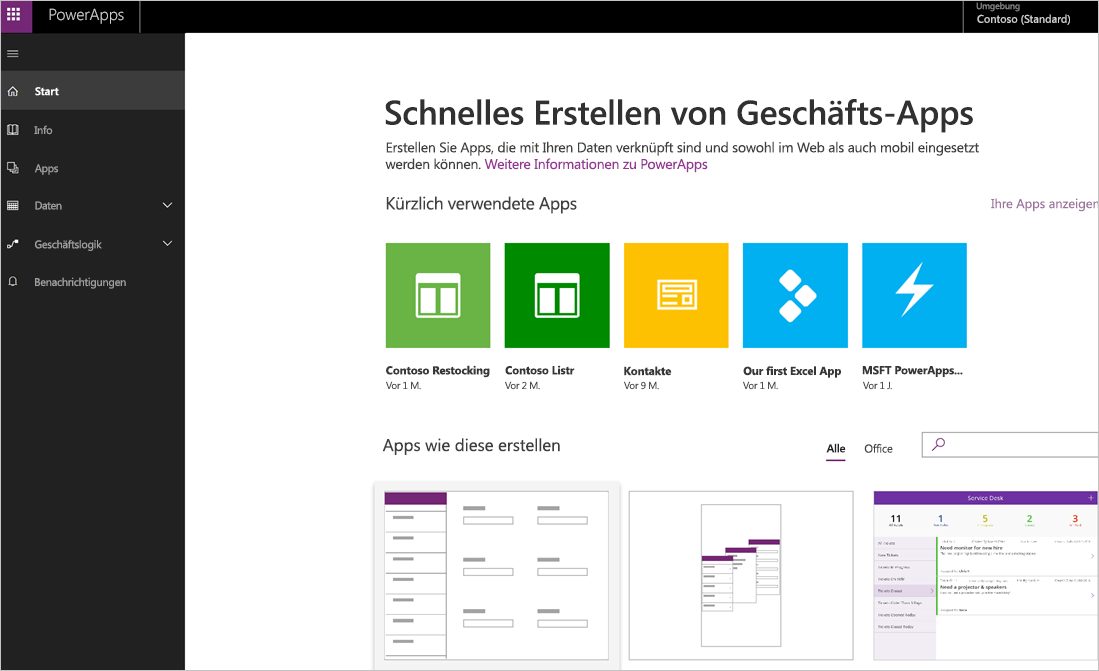 PowerApps
Umgebung
Contoso (Standard)
Start
Info
Apps
Daten
Geschäftslogik
Benachrichtigungen
Schnelles Erstellen von Geschäfts-Apps
Erstellen Sie Apps, die mit Ihren Daten verknüpft sind und sowohl im Web als auch mobil eingesetzt
werden können. Weitere Informationen zu PowerApps
Kürzlich verwendete Apps
Ihre Apps anzeigen
Contoso Restocking
Vor 1 M.
Contoso Listr
Vor 2 M.
Kontakte
Vor 9 M.
Our first Excel App
Vor 1 M.
MSFT PowerApps...
Vor 1 J.
Apps wie diese erstellen
Alle
Office
Service Desk
11
1
5
2
3
Need monitor for new hire
Need a projector & speakers